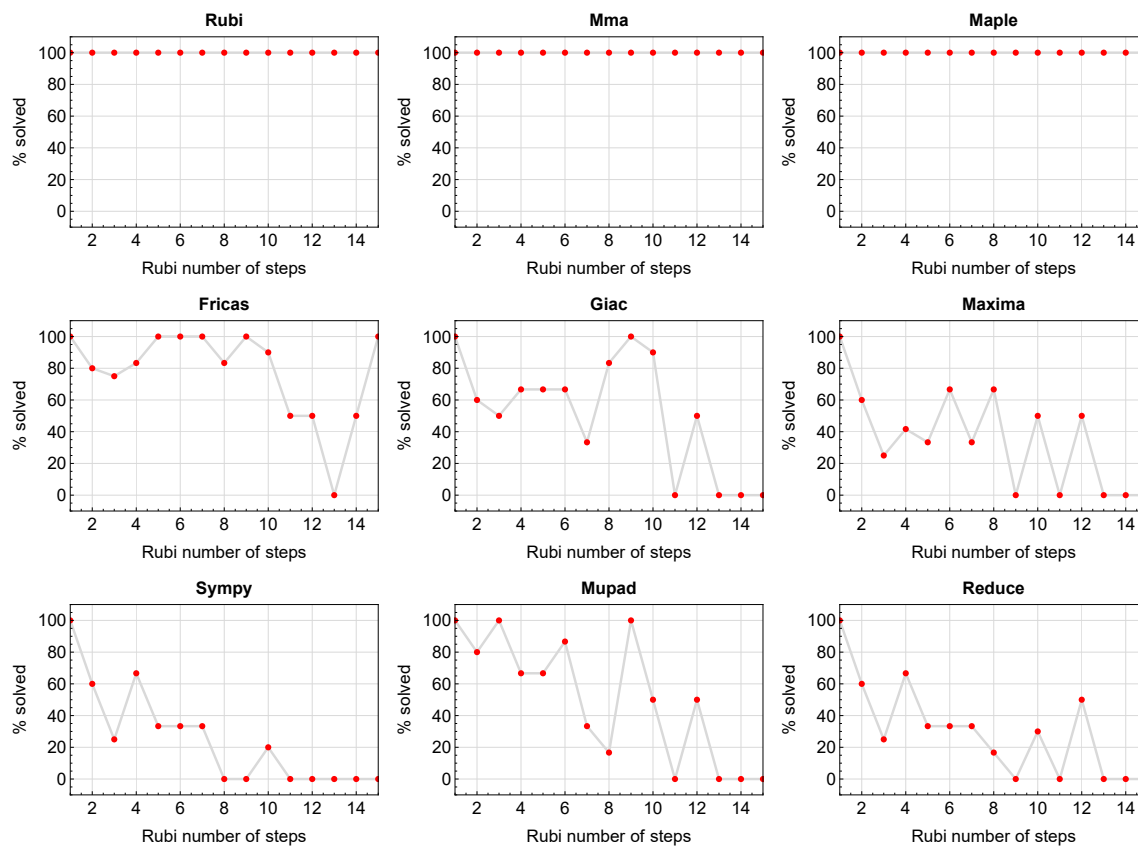 Rubi Mma Maple
% solved % solved % solved
100 100 100
80 80 80
60 60 60
40 40 40
20 20 20
0 0 0
2 4 6 8 10 12 14 2 4 6 8 10 12 14 2 4 6 8 10 12 14
Rubi number of steps Rubi number of steps Rubi number of steps
Fricas Giac Maxima
% solved % solved % solved
100 100 100
80 80 80
60 60 60
40 40 40
20 20 20
0 0 0
2 4 6 8 10 12 14 2 4 6 8 10 12 14 2 4 6 8 10 12 14
Rubi number of steps Rubi number of steps Rubi number of steps
Sympy Mupad Reduce
% solved % solved % solved
100 100 100
80 80 80
60 60 60
40 40 40
20 20 20
0 0 0
2 4 6 8 10 12 14 2 4 6 8 10 12 14 2 4 6 8 10 12 14
Rubi number of steps Rubi number of steps Rubi number of steps